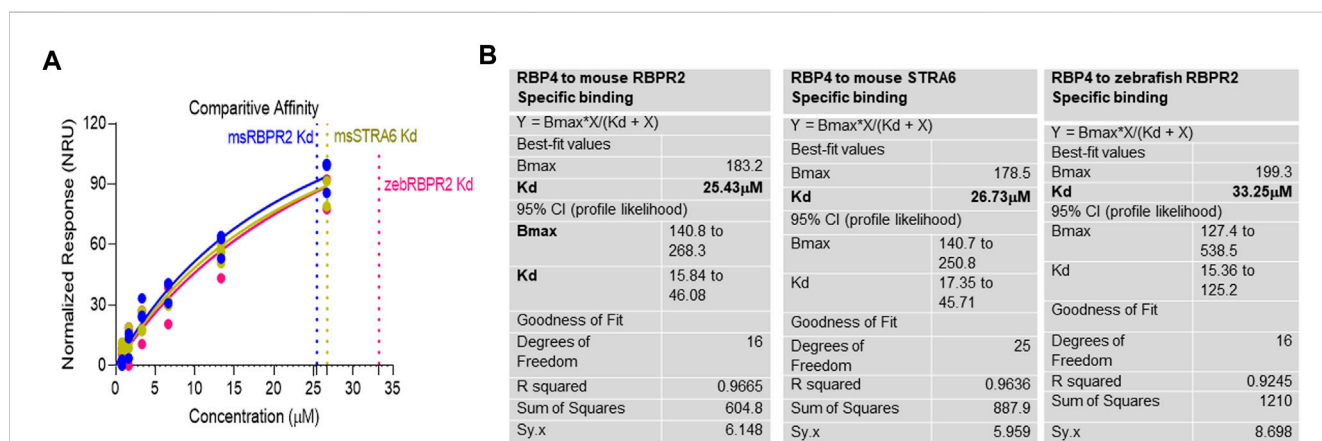 A
Comparitive Affinity
msRBPR2 Kd
msSTRA6 Kd
zebRBPR2 Kd
Normalized Response (NRU)
120
90
60
30
0
0 5 10 15 20 25 30 35
Concentration (μM)
B
RBP4 to mouse RBPR2
Specific binding
Y = Bmax*X/(Kd + X)
Best-fit values
Bmax 183.2
Kd 25.43μM
95% CI (profile likelihood)
Bmax 140.8 to
268.3
Kd 15.84 to
46.08
Goodness of Fit
Degrees of 16
Freedom
R squared 0.9665
Sum of Squares 604.8
Sy.x 6.148
RBP4 to mouse STRA6
Specific binding
Y = Bmax*X/(Kd + X)
Best-fit values
Bmax 178.5
Kd 26.73μM
95% CI (profile likelihood)
Bmax 140.7 to
250.8
Kd 17.35 to
45.71
Goodness of Fit
Degrees of 25
Freedom
R squared 0.9636
Sum of Squares 887.9
Sy.x 5.959
RBP4 to zebrafish RBPR2
Specific binding
Y = Bmax*X/(Kd + X)
Best-fit values
Bmax 199.3
Kd 33.25μM
95% CI (profile likelihood)
Bmax 127.4 to
538.5
Kd 15.36 to
125.2
Goodness of Fit
Degrees of 16
Freedom
R squared 0.9245
Sum of Squares 1210
Sy.x 8.698